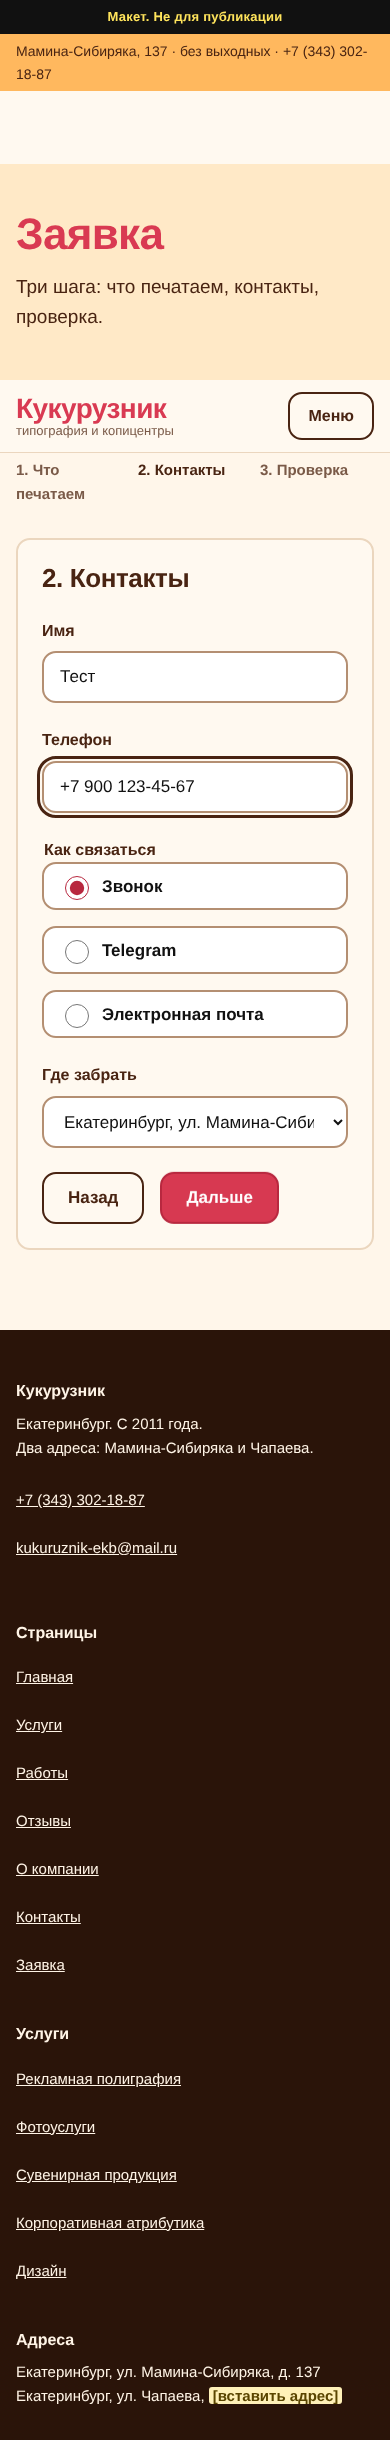 Макет. Не для публикации
Мамина-Сибиряка, 137 · без выходных · +7 (343) 302-
18-87
Заявка
Три шага: что печатаем, контакты,
проверка.
Кукурузник
типография и копицентры
Меню
1. Что
печатаем
2. Контакты
3. Проверка
2. Контакты
Имя
Тест
Телефон
+7 900 123-45-67
Как связаться
Звонок
Telegram
Электронная почта
Где забрать
Екатеринбург, ул. Мамина-Сиби
Назад
Дальше
Кукурузник
Екатеринбург. С 2011 года.
Два адреса: Мамина-Сибиряка и Чапаева.
+7 (343) 302-18-87
kukuruznik-ekb@mail.ru
Страницы
Главная
Услуги
Работы
Отзывы
О компании
Контакты
Заявка
Услуги
Рекламная полиграфия
Фотоуслуги
Сувенирная продукция
Корпоративная атрибутика
Дизайн
Адреса
Екатеринбург, ул. Мамина-Сибиряка, д. 137
Екатеринбург, ул. Чапаева, [вставить адрес]